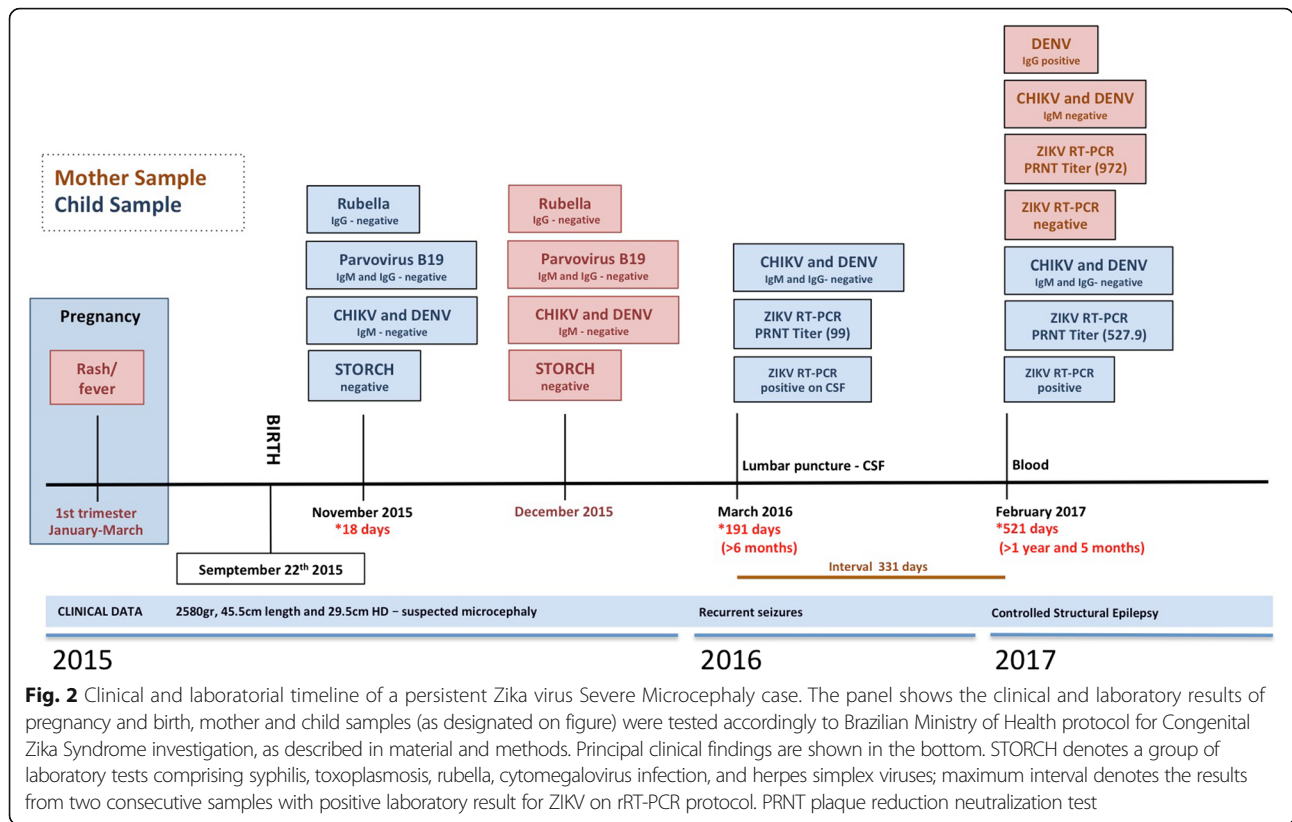 Mother Sample
Child Sample
Pregnancy
Rash/
fever
1st trimester
January-March
BIRTH
Semptember 22th 2015
Rubella
IgG - negative
Parvovirus B19
IgM and IgG - negative
CHIKV and DENV
IgM - negative
STORCH
negative
November 2015
*18 days
Rubella
IgG - negative
Parvovirus B19
IgM and IgG - negative
CHIKV and DENV
IgM - negative
STORCH
negative
December 2015
CHIKV and DENV
IgM and IgG- negative
ZIKV RT-PCR
PRNT Titer (99)
ZIKV RT-PCR
positive on CSF
Lumbar puncture - CSF
March 2016
*191 days
(>6 months)
DENV
IgG positive
CHIKV and DENV
IgM negative
ZIKV RT-PCR
PRNT Titer (972)
ZIKV RT-PCR
negative
CHIKV and DENV
IgM and IgG- negative
ZIKV RT-PCR
PRNT Titer (527.9)
ZIKV RT-PCR
positive
Blood
February 2017
*521 days
(>1 year and 5 months)
Interval 331 days
CLINICAL DATA 2580gr, 45.5cm length and 29.5cm HD – suspected microcephaly
Recurrent seizures
Controlled Structural Epilepsy
2015
2016
2017
Fig. 2 Clinical and laboratorial timeline of a persistent Zika virus Severe Microcephaly case. The panel shows the clinical and laboratory results of
pregnancy and birth, mother and child samples (as designated on figure) were tested accordingly to Brazilian Ministry of Health protocol for Congenital
Zika Syndrome investigation, as described in material and methods. Principal clinical findings are shown in the bottom. STORCH denotes a group of
laboratory tests comprising syphilis, toxoplasmosis, rubella, cytomegalovirus infection, and herpes simplex viruses; maximum interval denotes the results
from two consecutive samples with positive laboratory result for ZIKV on rRT-PCR protocol. PRNT plaque reduction neutralization test